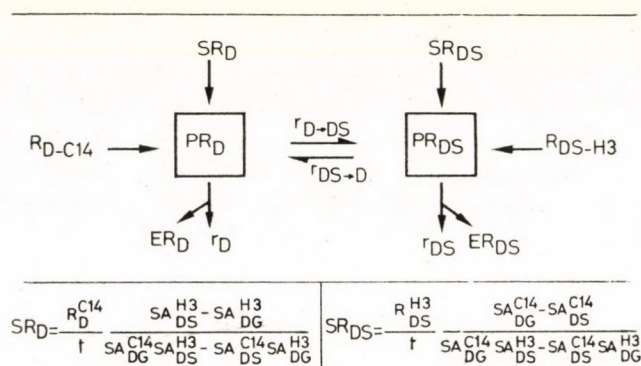 SR_D SR_DS
R_D-C14 → PR_D r_D→DS PR_DS ← R_DS-H3
r_DS→D
ER_D r_D r_DS ER_DS
SR_D = R_D^C14 / t (SA_DS^H3 - SA_DG^H3) / (SA_DG^C14 SA_DS^H3 - SA_DS^C14 SA_DG^H3)
SR_DS = R_DS^H3 / t (SA_DG^C14 - SA_DS^C14) / (SA_DG^C14 SA_DS^H3 - SA_DS^C14 SA_DG^H3)